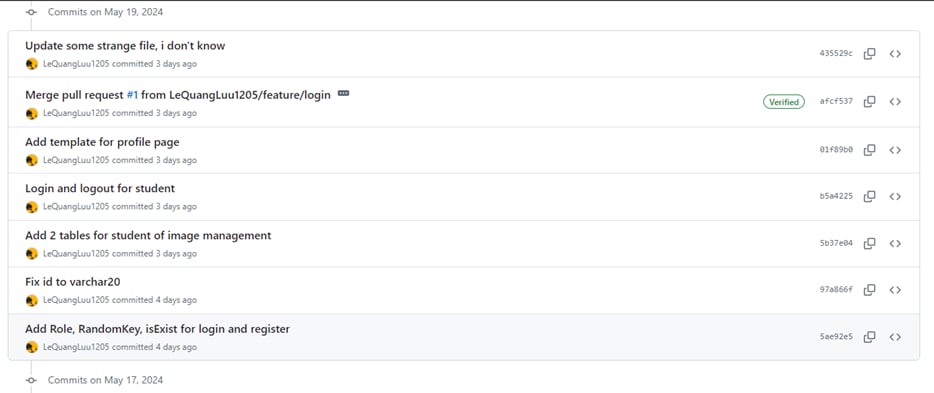 Commits on May 19, 2024
Update some strange file, i don't know
LeQuangLuu1205 committed 3 days ago
435529c
Merge pull request #1 from LeQuangLuu1205/feature/login
LeQuangLuu1205 committed 3 days ago
Verified afcf537
Add template for profile page
LeQuangLuu1205 committed 3 days ago
01f89b0
Login and logout for student
LeQuangLuu1205 committed 3 days ago
b5a4225
Add 2 tables for student of image management
LeQuangLuu1205 committed 3 days ago
5b37e04
Fix id to varchar20
LeQuangLuu1205 committed 4 days ago
97a866f
Add Role, RandomKey, isExist for login and register
LeQuangLuu1205 committed 4 days ago
5ae92e5
Commits on May 17, 2024